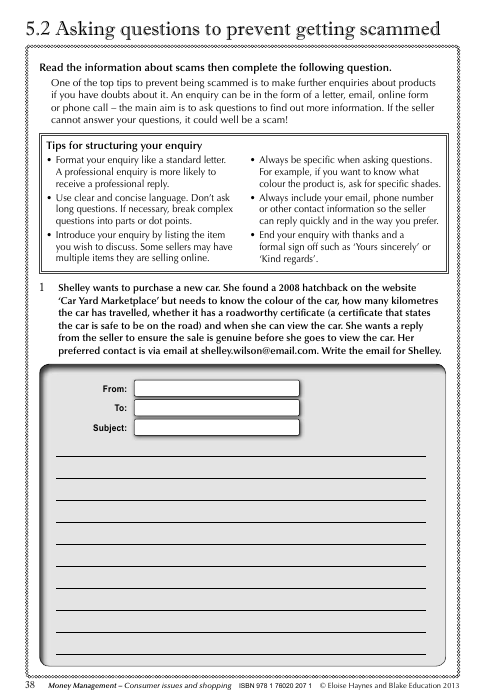 5.2 Asking questions to prevent getting scammed
Read the information about scams then complete the following question.
One of the top tips to prevent being scammed is to make further enquiries about products
if you have doubts about it. An enquiry can be in the form of a letter, email, online form
or phone call – the main aim is to ask questions to find out more information. If the seller
cannot answer your questions, it could well be a scam!
Tips for structuring your enquiry
• Format your enquiry like a standard letter.
A professional enquiry is more likely to
receive a professional reply.
• Use clear and concise language. Don't ask
long questions. If necessary, break complex
questions into parts or dot points.
• Introduce your enquiry by listing the item
you wish to discuss. Some sellers may have
multiple items they are selling online.
• Always be specific when asking questions.
For example, if you want to know what
colour the product is, ask for specific shades.
• Always include your email, phone number
or other contact information so the seller
can reply quickly and in the way you prefer.
• End your enquiry with thanks and a
formal sign off such as 'Yours sincerely' or
'Kind regards'.
1 Shelley wants to purchase a new car. She found a 2008 hatchback on the website
'Car Yard Marketplace' but needs to know the colour of the car, how many kilometres
the car has travelled, whether it has a roadworthy certificate (a certificate that states
the car is safe to be on the road) and when she can view the car. She wants a reply
from the seller to ensure the sale is genuine before she goes to view the car. Her
preferred contact is via email at shelley.wilson@email.com. Write the email for Shelley.
From:
To:
Subject:
38 Money Management – Consumer issues and shopping ISBN 978 1 76020 207 1 © Eloise Haynes and Blake Education 2013